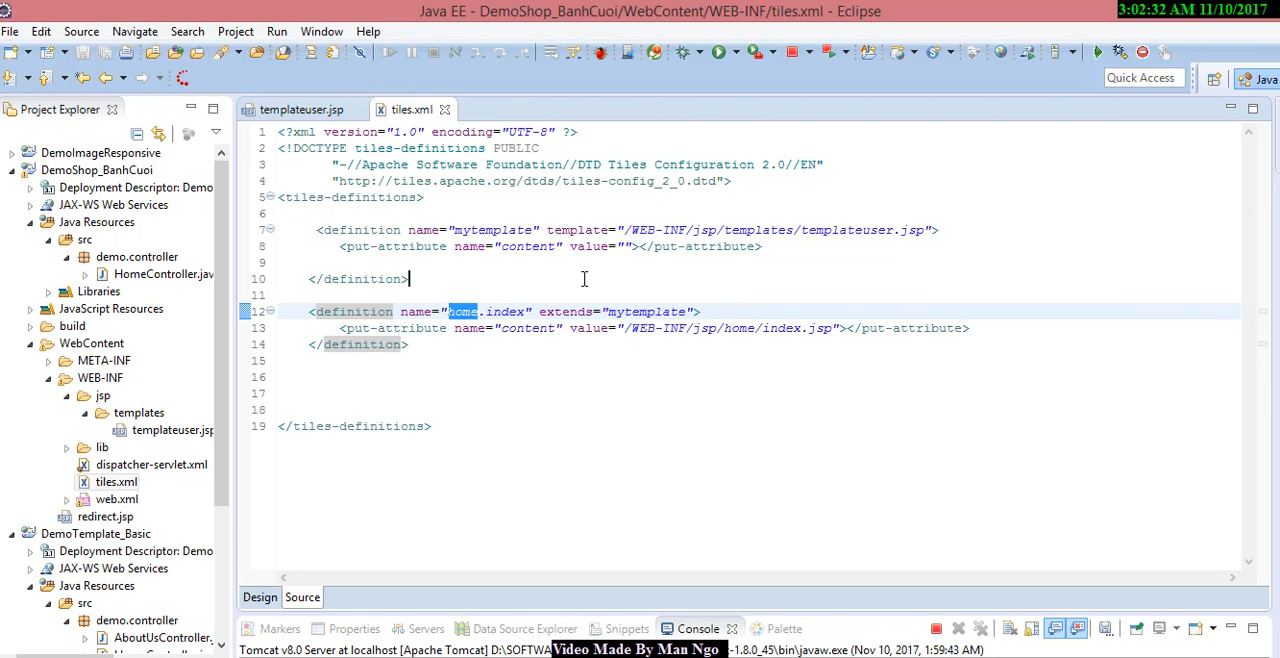 Java EE - DemoShop_BanhCuoi/WebContent/WEB-INF/tiles.xml - Eclipse
3:02:32 AM 11/10/2017
File Edit Source Navigate Search Project Run Window Help
Quick Access
Java
Project Explorer
templateuser.jsp
tiles.xml
DemoImageResponsive
DemoShop_BanhCuoi
Deployment Descriptor: Demo
JAX-WS Web Services
Java Resources
src
demo.controller
HomeController.jav
Libraries
JavaScript Resources
build
WebContent
META-INF
WEB-INF
jsp
templates
templateuser.jsp
lib
dispatcher-servlet.xml
tiles.xml
web.xml
redirect.jsp
DemoTemplate_Basic
Deployment Descriptor: Demo
JAX-WS Web Services
Java Resources
src
demo.controller
AboutUsController.
1 <?xml version="1.0" encoding="UTF-8" ?>
2 <!DOCTYPE tiles-definitions PUBLIC
3 "-//Apache Software Foundation//DTD Tiles Configuration 2.0//EN"
4 "http://tiles.apache.org/dtds/tiles-config_2_0.dtd">
5 <tiles-definitions>
6
7 <definition name="mytemplate" template="/WEB-INF/jsp/templates/templateuser.jsp">
8 <put-attribute name="content" value=""></put-attribute>
9
10 </definition>
11
12 <definition name="home.index" extends="mytemplate">
13 <put-attribute name="content" value="/WEB-INF/jsp/home/index.jsp"></put-attribute>
14 </definition>
15
16
17
18
19 </tiles-definitions>
Design Source
Markers Properties Servers Data Source Explorer Snippets Console Palette
Tomcat v8.0 Server at localhost [Apache Tomcat] D:\SOFTWA
-1.8.0_45\bin\javaw.exe (Nov 10, 2017, 1:59:43 AM)
Video Made By Man Ngo